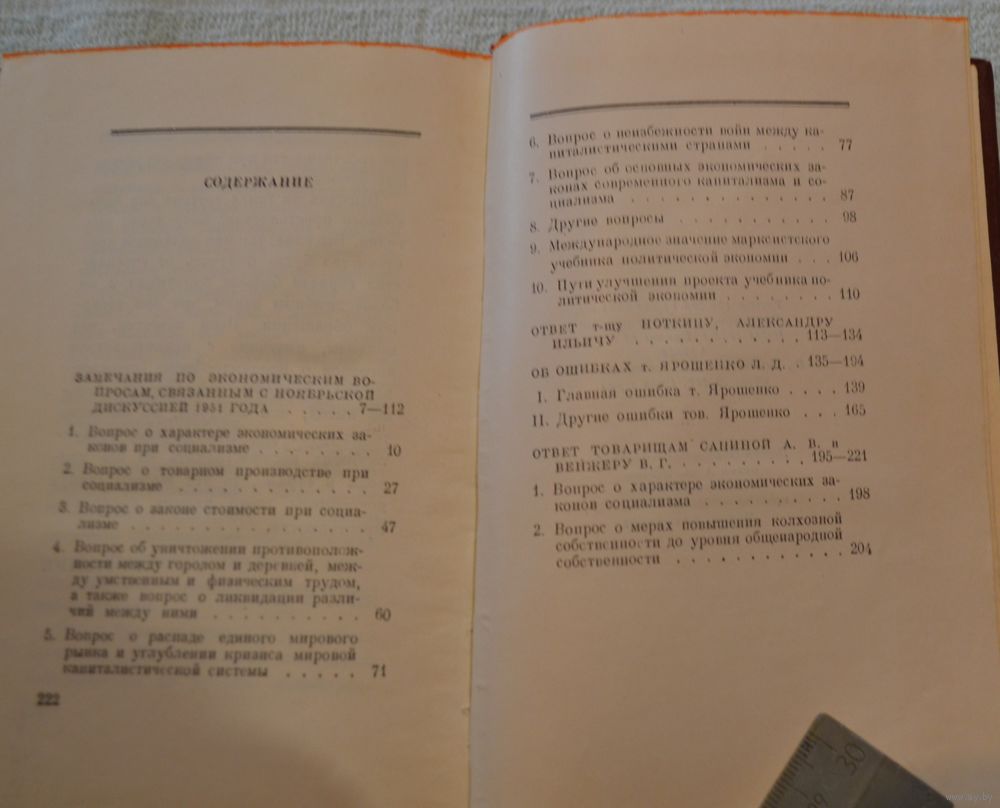 СОДЕРЖАНИЕ
ЗАМЕЧАНИЯ ПО ЭКОНОМИЧЕСКИМ ВО-
ПРОСАМ, СВЯЗАННЫМ С НОЯБРЬСКОЙ
ДИСКУССИЕЙ 1951 ГОДА . . . . . 7—112
1. Вопрос о характере экономических за-
конов при социализме . . . . . . . . 10
2. Вопрос о товарном производстве при
социализме . . . . . . . . . . . . 27
3. Вопрос о законе стоимости при социа-
лизме . . . . . . . . . . . . . . . 47
4. Вопрос об уничтожении противополож-
ности между городом и деревней, меж-
ду умственным и физическим трудом,
а также вопрос о ликвидации разли-
чий между ними . . . . . . . . . . 60
5. Вопрос о распаде единого мирового
рынка и углублении кризиса мировой
капиталистической системы . . . . . 71
222
6. Вопрос о неизбежности войн между ка-
питалистическими странами . . . . . 77
7. Вопрос об основных экономических за-
конах современного капитализма и со-
циализма . . . . . . . . . . . . . 87
8. Другие вопросы . . . . . . . . . . 98
9. Международное значение марксистского
учебника политической экономии . . . 106
10. Пути улучшения проекта учебника по-
литической экономии . . . . . . . . 110
ОТВЕТ т-щу НОТКИНУ, АЛЕКСАНДРУ
ИЛЬИЧУ . . . . . . . . . . . . 113—134
ОБ ОШИБКАХ т. ЯРОШЕНКО Л. Д. . 135—194
I. Главная ошибка т. Ярошенко . . . . 139
II. Другие ошибки тов. Ярошенко . . . . 165
ОТВЕТ ТОВАРИЩАМ САНИНОЙ А. В. и
ВЕНЖЕРУ В. Г. . . . . . . . . . 195—221
1. Вопрос о характере экономических за-
конов социализма . . . . . . . . . 198
2. Вопрос о мерах повышения колхозной
собственности до уровня общенародной
собственности . . . . . . . . . . . 204
30
www.ay.by